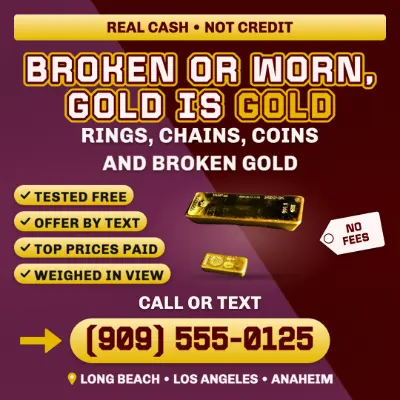 REAL CASH • NOT CREDIT
BROKEN OR WORN,
GOLD IS GOLD
RINGS, CHAINS, COINS
AND BROKEN GOLD
✓ TESTED FREE
✓ OFFER BY TEXT
✓ TOP PRICES PAID
✓ WEIGHED IN VIEW
NO
FEES
CALL OR TEXT
(909) 555-0125
LONG BEACH • LOS ANGELES • ANAHEIM